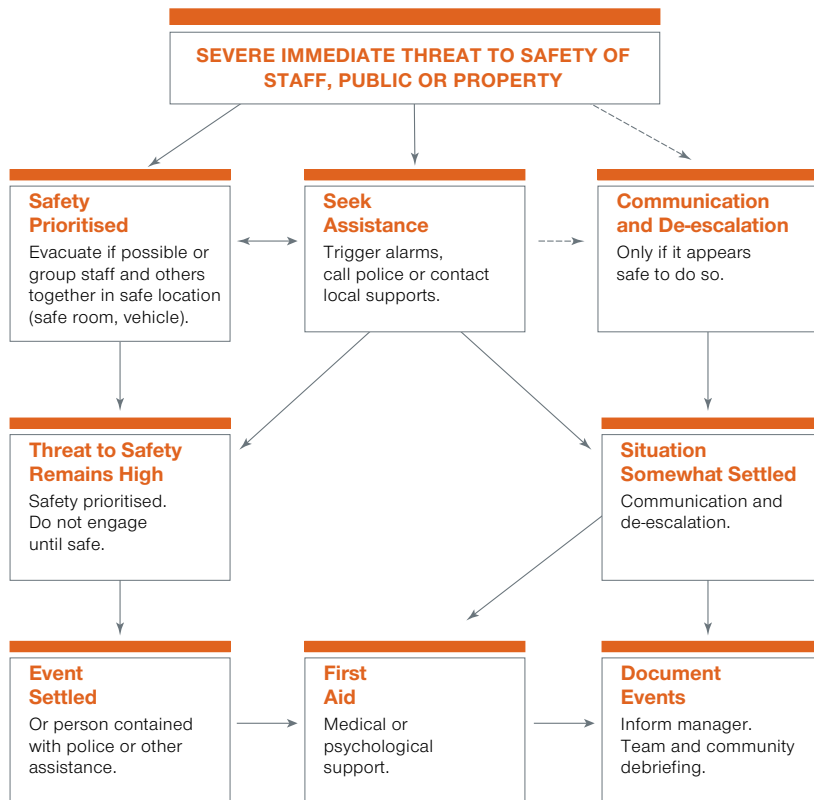 SEVERE IMMEDIATE THREAT TO SAFETY OF
STAFF, PUBLIC OR PROPERTY
Safety
Prioritised
Evacuate if possible or
group staff and others
together in safe location
(safe room, vehicle).
Seek
Assistance
Trigger alarms,
call police or contact
local supports.
Communication
and De-escalation
Only if it appears
safe to do so.
Threat to Safety
Remains High
Safety prioritised.
Do not engage
until safe.
Situation
Somewhat Settled
Communication and
de-escalation.
Event
Settled
Or person contained
with police or other
assistance.
First
Aid
Medical or
psychological
support.
Document
Events
Inform manager.
Team and community
debriefing.